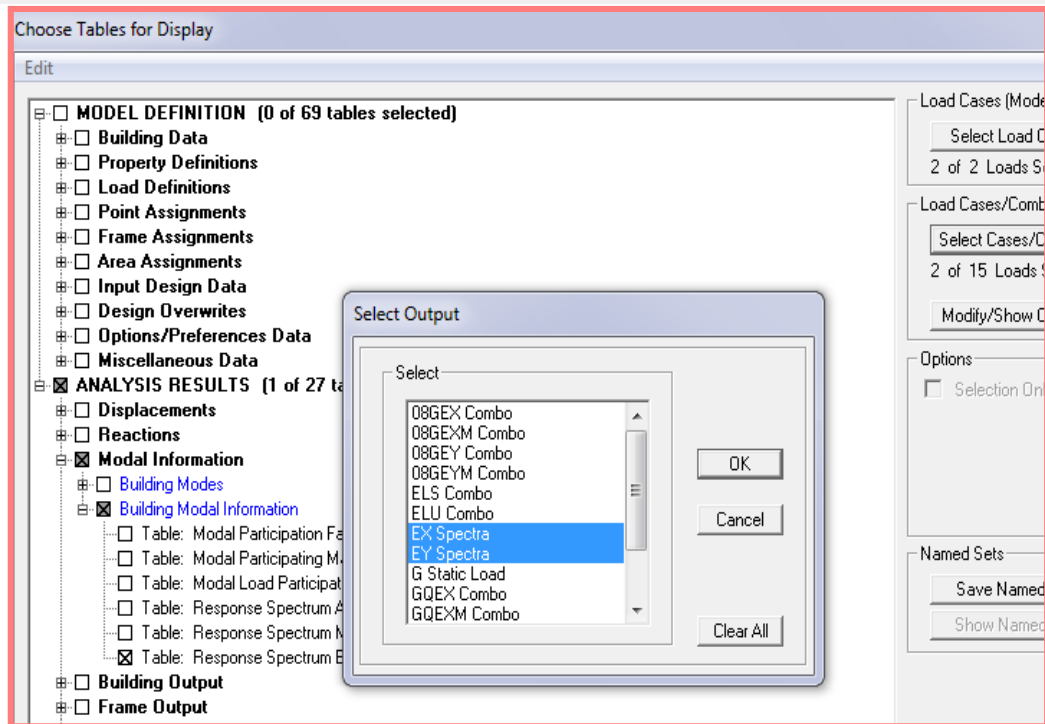 Choose Tables for Display
Edit
MODEL DEFINITION (0 of 69 tables selected)
Building Data
Property Definitions
Load Definitions
Point Assignments
Frame Assignments
Area Assignments
Input Design Data
Design Overwrites
Options/Preferences Data
Miscellaneous Data
ANALYSIS RESULTS (1 of 27 ta
Displacements
Reactions
Modal Information
Building Modes
Building Modal Information
Table: Modal Participation Fa
Table: Modal Participating M
Table: Modal Load Participat
Table: Response Spectrum A
Table: Response Spectrum M
Table: Response Spectrum B
Building Output
Frame Output
Select Output
Select
08GEX Combo
08GEXM Combo
08GEY Combo
08GEYM Combo
ELS Combo
ELU Combo
EX Spectra
EY Spectra
G Static Load
GQEX Combo
GQEXM Combo
OK
Cancel
Clear All
Load Cases (Mode
Select Load C
2 of 2 Loads S
Load Cases/Comb
Select Cases/C
2 of 15 Loads S
Modify/Show O
Options
Selection Onl
Named Sets
Save Named
Show Named